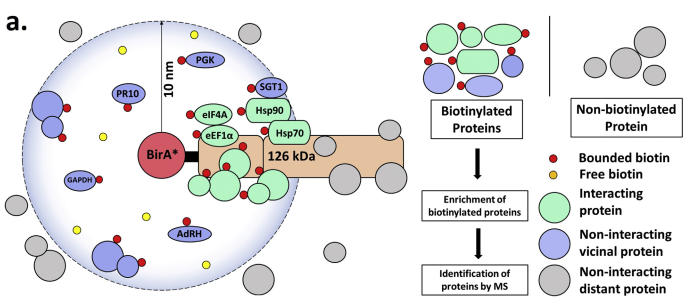 a.
10 nm
PGK
SGT1
PR10
eIF4A
Hsp90
eEF1α
Hsp70
BirA*
126 kDa
GAPDH
AdRH
Biotinylated
Proteins
Non-biotinylated
Protein
Enrichment of
biotinylated proteins
Identification of
proteins by MS
Bounded biotin
Free biotin
Interacting
protein
Non-interacting
vicinal protein
Non-interacting
distant protein